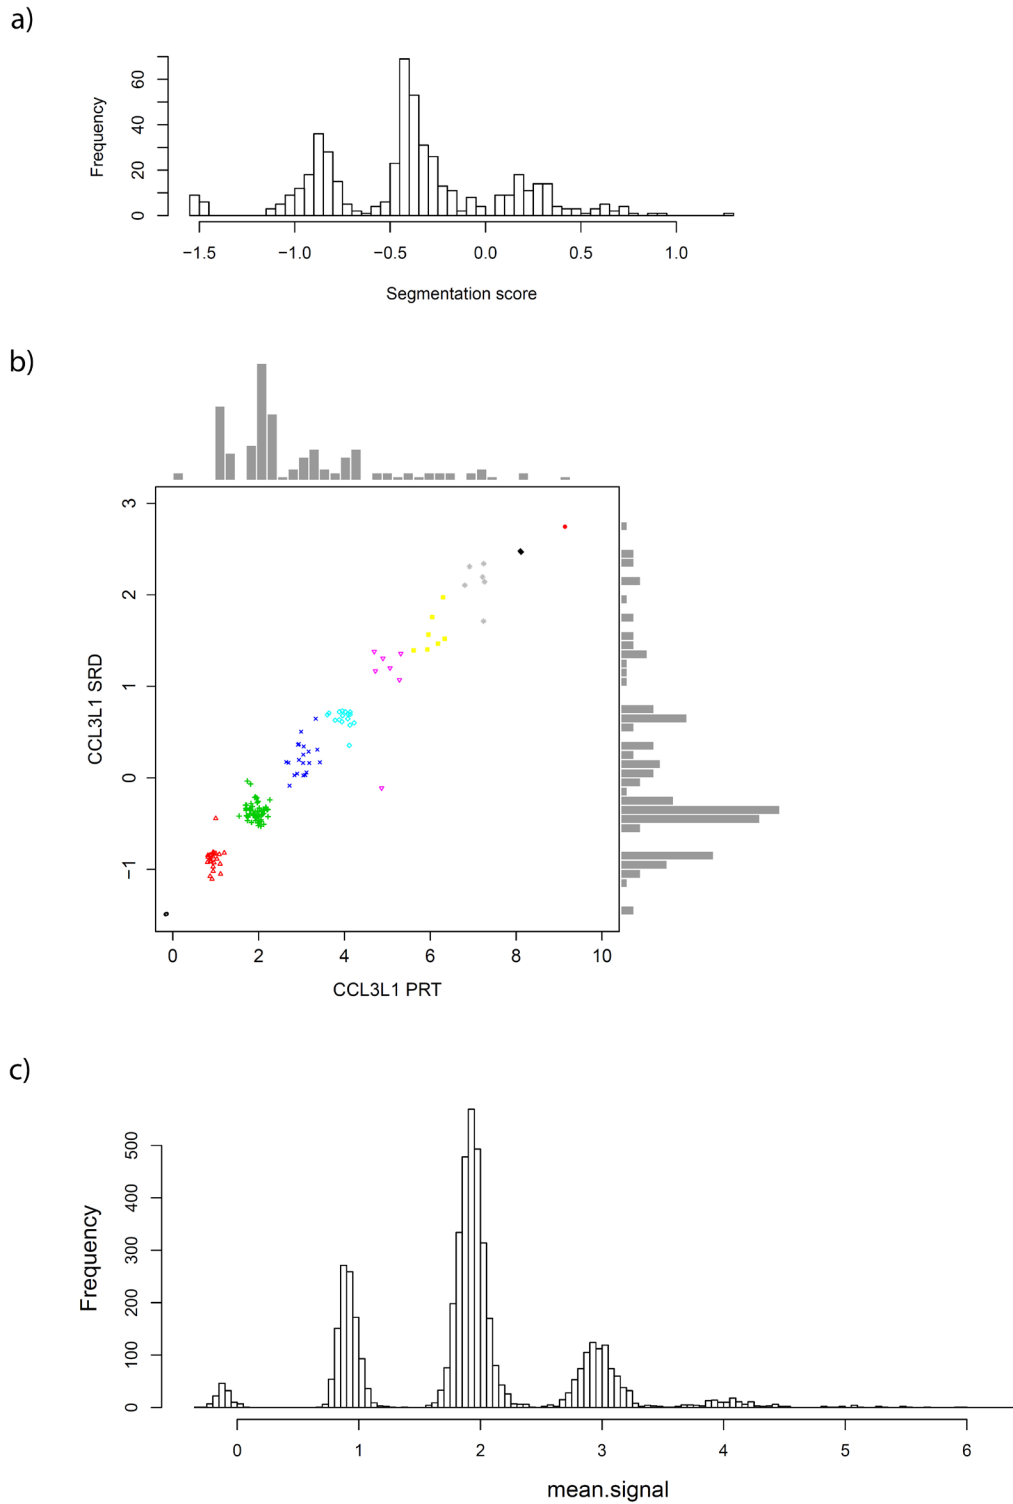 a)
Frequency
0 20 40 60
−1.5 −1.0 −0.5 0.0 0.5 1.0
Segmentation score
b)
CCL3L1 SRD
3
2
1
0
−1
0 2 4 6 8 10
CCL3L1 PRT
c)
Frequency
0 100 200 300 400 500
0 1 2 3 4 5 6
mean.signal